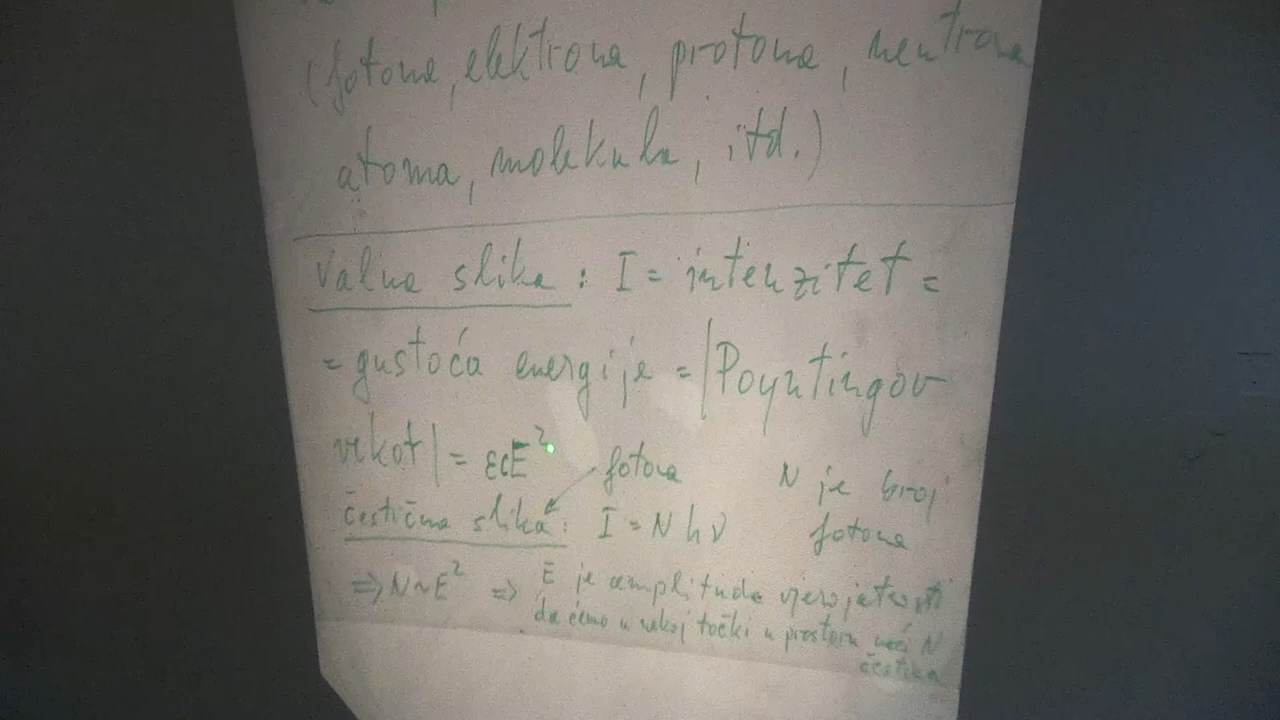 (fotona, elektrona, protona, neutrona
atoma, molekula, itd.)
Valna slika : I = intenzitet =
= gustoća energije = |Poyntingov
vektor| = εcE²
fotona
N je broj
fotona
čestična slika : I = N h ν
⇒ N ~ E² ⇒ E je amplituda vjerojatnosti
da ćemo u nekoj točki u prostoru naći N
čestica